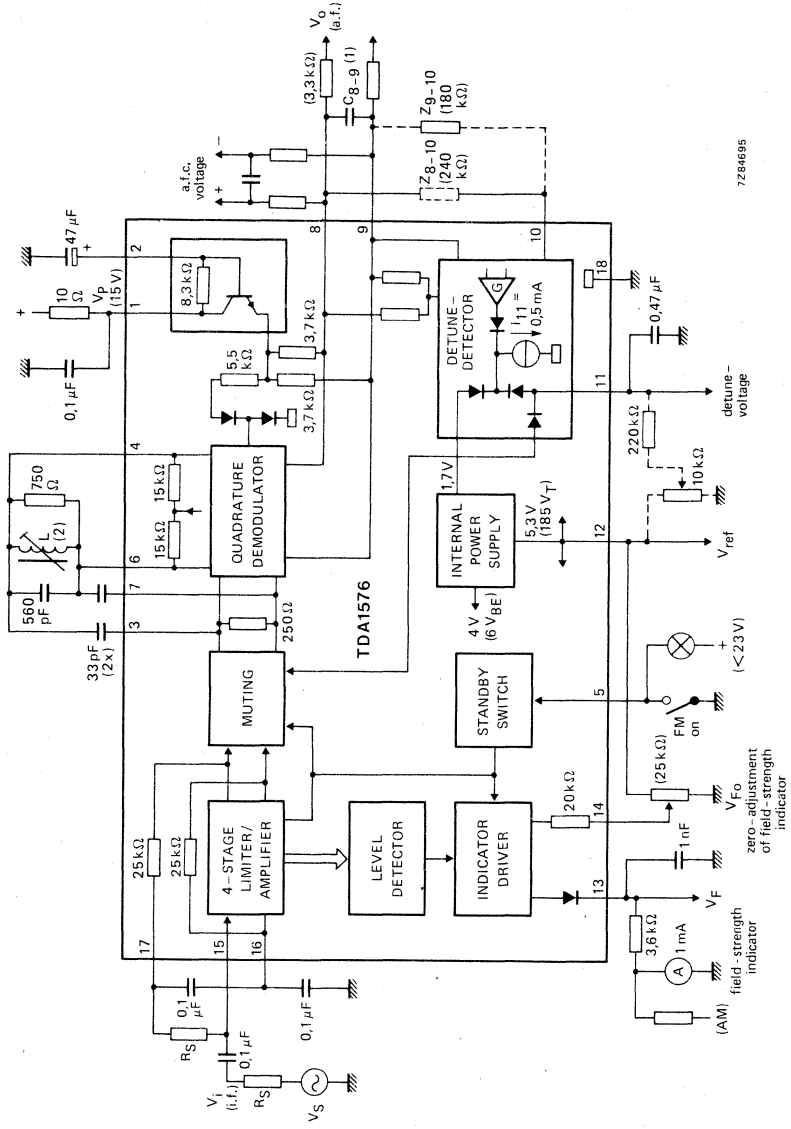 TDA1576
4-STAGE
LIMITER/
AMPLIFIER
MUTING
QUADRATURE
DEMODULATOR
LEVEL
DETECTOR
INDICATOR
DRIVER
STANDBY
SWITCH
INTERNAL
POWER
SUPPLY
DETUNE-
DETECTOR
G
I11 =
0,5 mA
Vi
(i.f.)
RS
VS
RS
0,1 μF
0,1
μF
0,1 μF
17
15
16
25 kΩ
25 kΩ
33 pF
(2x)
560
pF
L
(2)
750
Ω
3
7
6
4
15 kΩ
15 kΩ
250 Ω
0,1 μF
+
10
Ω
VP
(15 V)
47 μF
+
1
2
8,3 kΩ
5,5
kΩ
3,7 kΩ
3,7 kΩ
a.f.c.
voltage
+
−
8
9
(3,3 kΩ)
C8-9 (1)
Vo
(a.f.)
Z8-10
(240
kΩ)
Z9-10
(180
kΩ)
10
18
1,7 V
5,3 V
(185 VT)
4 V
(6 VBE)
11
0,47 μF
detune-
voltage
220 kΩ
10 kΩ
12
Vref
5
FM
on
+
(<23 V)
20 kΩ
14
(25 kΩ)
VFo
zero-adjustment
of field-strength
indicator
13
1 nF
VF
3,6 kΩ
A
1 mA
field-strength
indicator
(AM)
7Z84695